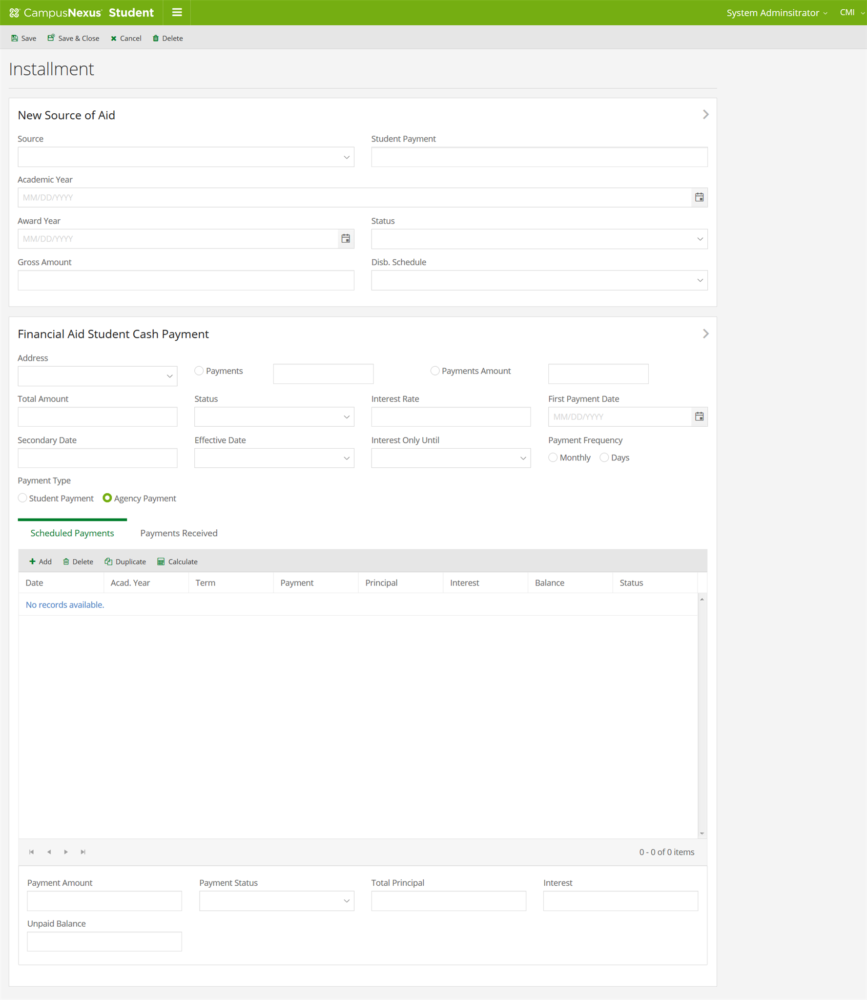 CampusNexus Student System Adminsitrator CMI
Save Save & Close Cancel Delete
Installment
New Source of Aid
Source Student Payment
Academic Year
MM/DD/YYYY
Award Year Status
MM/DD/YYYY
Gross Amount Disb. Schedule
Financial Aid Student Cash Payment
Address
Payments Payments Amount
Total Amount Status Interest Rate First Payment Date
MM/DD/YYYY
Secondary Date Effective Date Interest Only Until Payment Frequency
Monthly Days
Payment Type
Student Payment Agency Payment
Scheduled Payments Payments Received
Add Delete Duplicate Calculate
Date Acad. Year Term Payment Principal Interest Balance Status
No records available.
0 - 0 of 0 items
Payment Amount Payment Status Total Principal Interest
Unpaid Balance